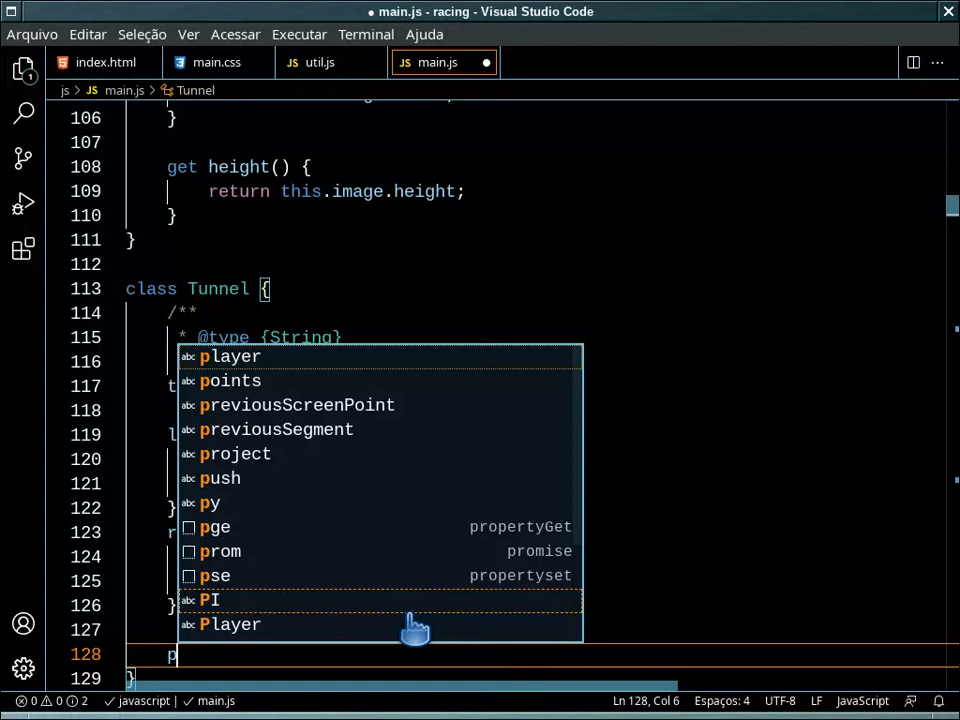 ● main.js - racing - Visual Studio Code
Arquivo Editar Seleção Ver Acessar Executar Terminal Ajuda
index.html main.css JS util.js JS main.js ●
js > JS main.js > Tunnel
106 }
107
108 get height() {
109 return this.image.height;
110 }
111 }
112
113 class Tunnel {
114 /**
115 * @type {String}
116
117 t
118
119 l
120
121
122 }
123 r
124
125
126 }
127
128 p
129 }
abc player
abc points
abc previousScreenPoint
abc previousSegment
abc project
abc push
abc py
pge propertyGet
prom promise
pse propertyset
abc PI
abc Player
1
0 0 2 ✓ javascript | ✓ main.js Ln 128, Col 6 Espaços: 4 UTF-8 LF JavaScript